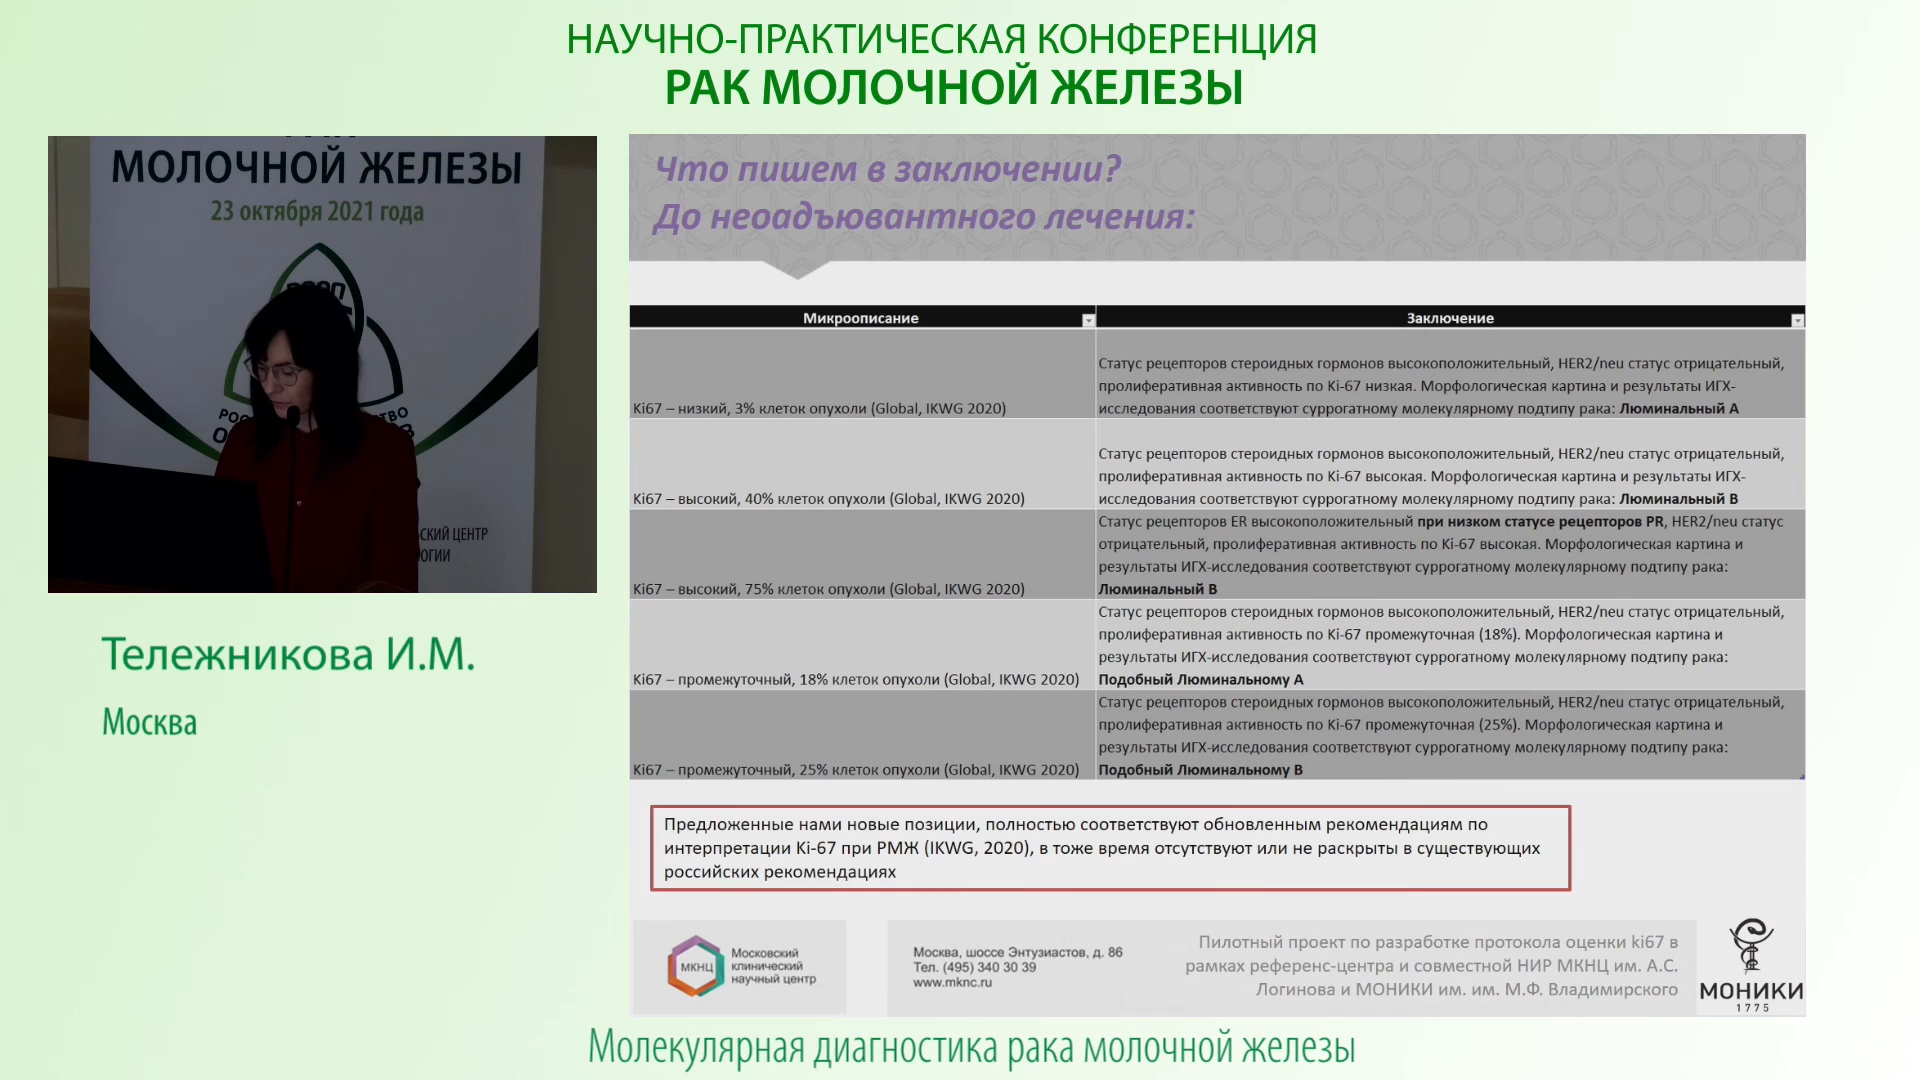 НАУЧНО-ПРАКТИЧЕСКАЯ КОНФЕРЕНЦИЯ
РАК МОЛОЧНОЙ ЖЕЛЕЗЫ
МОЛОЧНОЙ ЖЕЛЕЗЫ
23 октября 2021 года
Тележникова И.М.
Москва
Что пишем в заключении?
До неоадъювантного лечения:
Микроописание
Заключение
Ki67 – низкий, 3% клеток опухоли (Global, IKWG 2020)
Статус рецепторов стероидных гормонов высокоположительный, HER2/neu статус отрицательный,
пролиферативная активность по Ki-67 низкая. Морфологическая картина и результаты ИГХ-
исследования соответствуют суррогатному молекулярному подтипу рака: Люминальный А
Ki67 – высокий, 40% клеток опухоли (Global, IKWG 2020)
Статус рецепторов стероидных гормонов высокоположительный, HER2/neu статус отрицательный,
пролиферативная активность по Ki-67 высокая. Морфологическая картина и результаты ИГХ-
исследования соответствуют суррогатному молекулярному подтипу рака: Люминальный В
Ki67 – высокий, 75% клеток опухоли (Global, IKWG 2020)
Статус рецепторов ER высокоположительный при низком статусе рецепторов PR, HER2/neu статус
отрицательный, пролиферативная активность по Ki-67 высокая. Морфологическая картина и
результаты ИГХ-исследования соответствуют суррогатному молекулярному подтипу рака:
Люминальный В
Ki67 – промежуточный, 18% клеток опухоли (Global, IKWG 2020)
Статус рецепторов стероидных гормонов высокоположительный, HER2/neu статус отрицательный,
пролиферативная активность по Ki-67 промежуточная (18%). Морфологическая картина и
результаты ИГХ-исследования соответствуют суррогатному молекулярному подтипу рака:
Подобный Люминальному А
Ki67 – промежуточный, 25% клеток опухоли (Global, IKWG 2020)
Статус рецепторов стероидных гормонов высокоположительный, HER2/neu статус отрицательный,
пролиферативная активность по Ki-67 промежуточная (25%). Морфологическая картина и
результаты ИГХ-исследования соответствуют суррогатному молекулярному подтипу рака:
Подобный Люминальному В
Предложенные нами новые позиции, полностью соответствуют обновленным рекомендациям по
интерпретации Ki-67 при РМЖ (IKWG, 2020), в тоже время отсутствуют или не раскрыты в существующих
российских рекомендациях
МКНЦ
Московский
клинический
научный центр
Москва, шоссе Энтузиастов, д. 86
Тел. (495) 340 30 39
www.mknc.ru
Пилотный проект по разработке протокола оценки ki67 в
рамках референс-центра и совместной НИР МКНЦ им. А.С.
Логинова и МОНИКИ им. им. М.Ф. Владимирского
МОНИКИ
1775
Молекулярная диагностика рака молочной железы